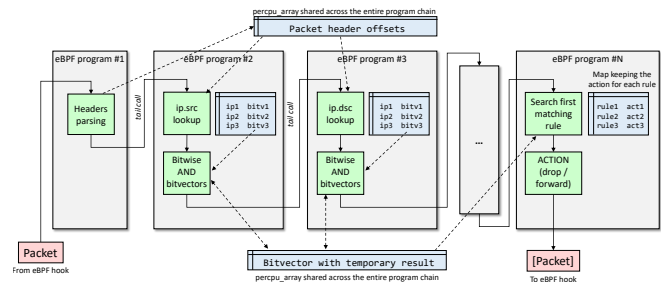 percpu_array shared across the entire program chain
Packet header offsets
eBPF program #1
eBPF program #2
eBPF program #3
eBPF program #N
Headers
parsing
tail call
ip.src
lookup
ip1 bitv1
ip2 bitv2
ip3 bitv3
Bitwise
AND
bitvectors
tail call
ip.dsc
lookup
ip1 bitv1
ip2 bitv2
ip3 bitv3
Bitwise
AND
bitvectors
...
Map keeping the
action for each rule
Search first
matching
rule
rule1 act1
rule2 act2
rule3 act3
ACTION
(drop /
forward)
Packet
From eBPF hook
Bitvector with temporary result
percpu_array shared across the entire program chain
[Packet]
To eBPF hook